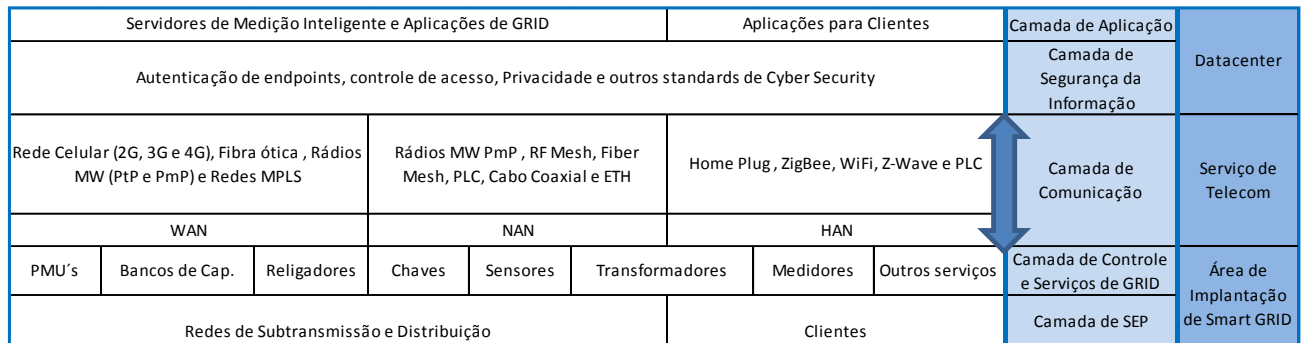 Servidores de Medição Inteligente e Aplicações de GRID
Aplicações para Clientes
Camada de Aplicação
Datacenter
Autenticação de endpoints, controle de acesso, Privacidade e outros standards de Cyber Security
Camada de
Segurança da
Informação
Rede Celular (2G, 3G e 4G), Fibra ótica , Rádios
MW (PtP e PmP) e Redes MPLS
Rádios MW PmP , RF Mesh, Fiber
Mesh, PLC, Cabo Coaxial e ETH
Home Plug , ZigBee, WiFi, Z-Wave e PLC
Camada de
Comunicação
Serviço de
Telecom
WAN
NAN
HAN
PMU´s
Bancos de Cap.
Religadores
Chaves
Sensores
Transformadores
Medidores
Outros serviços
Camada de Controle
e Serviços de GRID
Área de
Implantação
de Smart GRID
Redes de Subtransmissão e Distribuição
Clientes
Camada de SEP